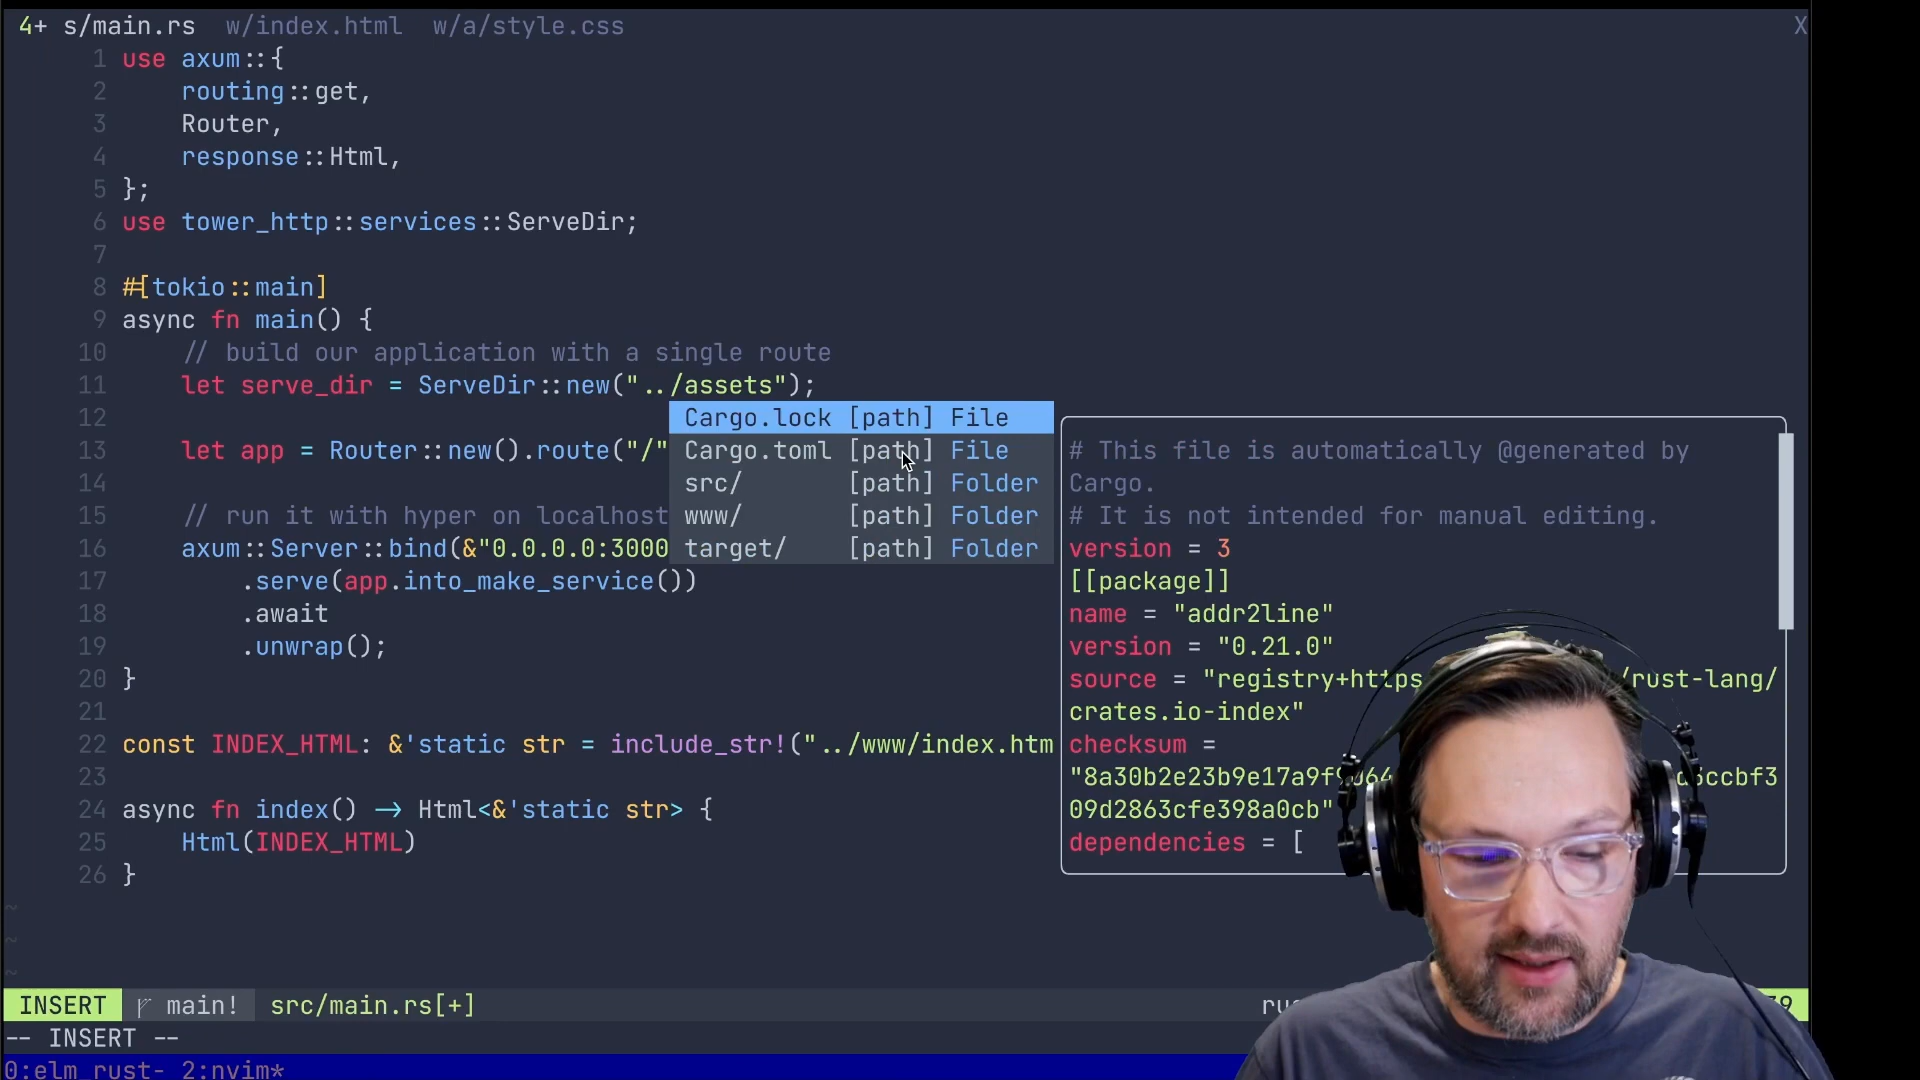 4+ s/main.rs w/index.html w/a/style.css X
1 use axum::{
2 routing::get,
3 Router,
4 response::Html,
5 };
6 use tower_http::services::ServeDir;
7
8 #[tokio::main]
9 async fn main() {
10 // build our application with a single route
11 let serve_dir = ServeDir::new("../assets");
12
13 let app = Router::new().route("/"
14
15 // run it with hyper on localhost
16 axum::Server::bind(&"0.0.0.0:3000
17 .serve(app.into_make_service())
18 .await
19 .unwrap();
20 }
21
22 const INDEX_HTML: &'static str = include_str!("../www/index.htm
23
24 async fn index() -> Html<&'static str> {
25 Html(INDEX_HTML)
26 }
~
~
~
Cargo.lock [path] File
Cargo.toml [path] File
src/ [path] Folder
www/ [path] Folder
target/ [path] Folder
# This file is automatically @generated by
Cargo.
# It is not intended for manual editing.
version = 3
[[package]]
name = "addr2line"
version = "0.21.0"
source = "registry+https /rust-lang/
crates.io-index"
checksum =
09d2863cfe398a0cb"
dependencies = [
INSERT main! src/main.rs[+]
-- INSERT --
0:elm_rust- 2:nvim*